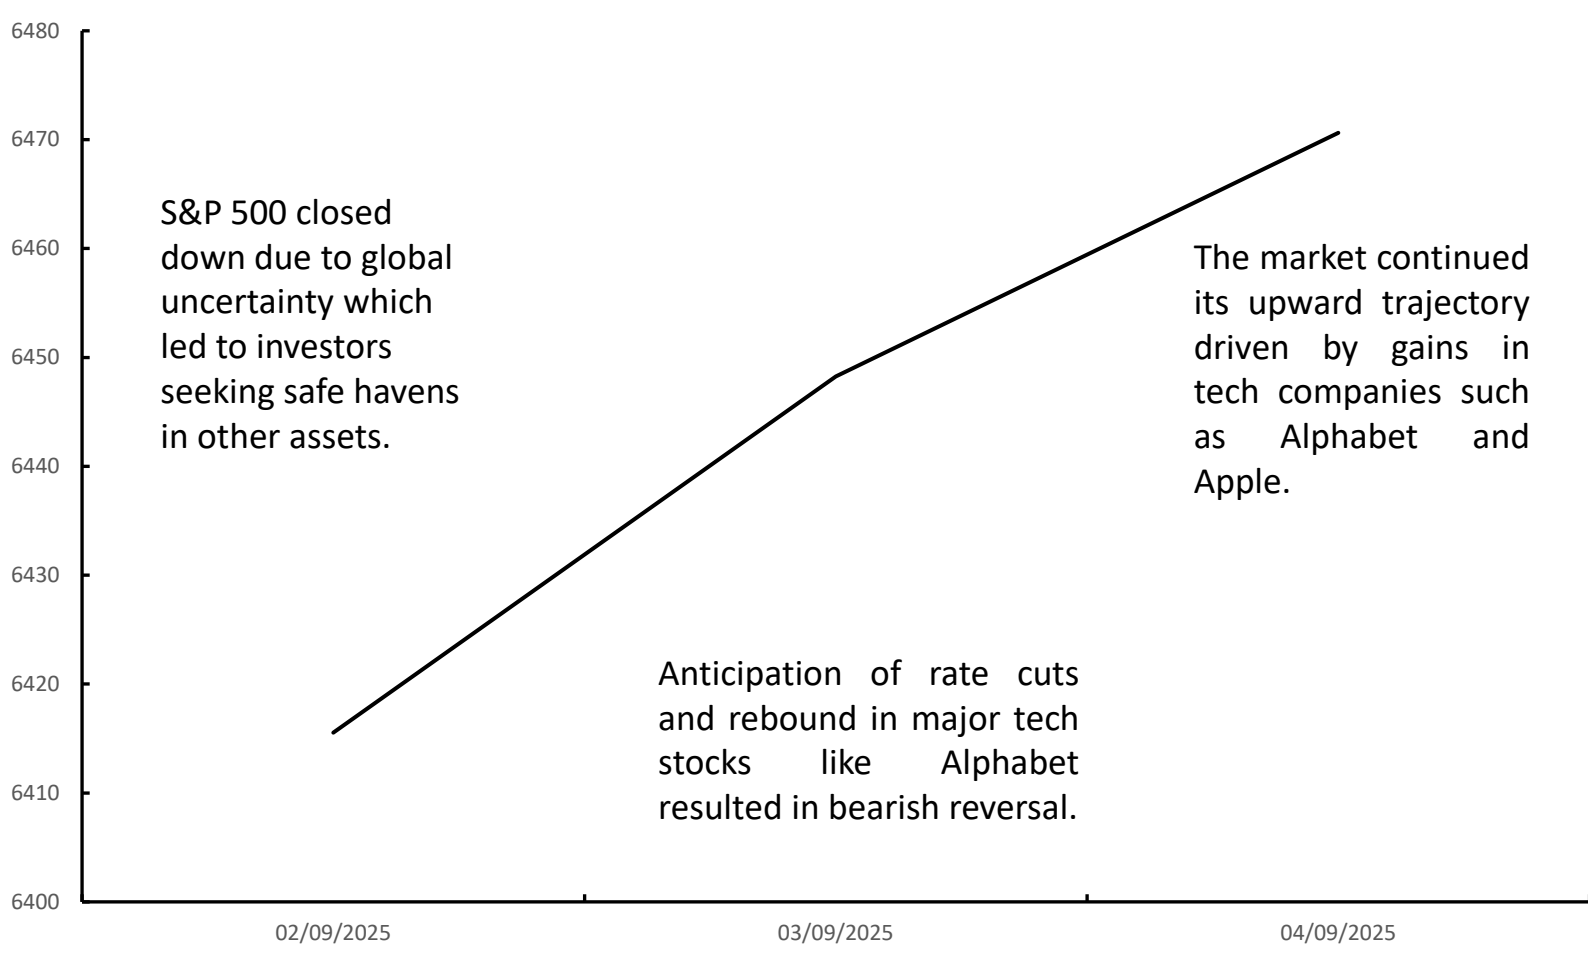 6480
6470
6460
6450
6440
6430
6420
6410
6400
S&P 500 closed
down due to global
uncertainty which
led to investors
seeking safe havens
in other assets.
Anticipation of rate cuts
and rebound in major tech
stocks like Alphabet
resulted in bearish reversal.
The market continued
its upward trajectory
driven by gains in
tech companies such
as Alphabet and
Apple.
02/09/2025
03/09/2025
04/09/2025